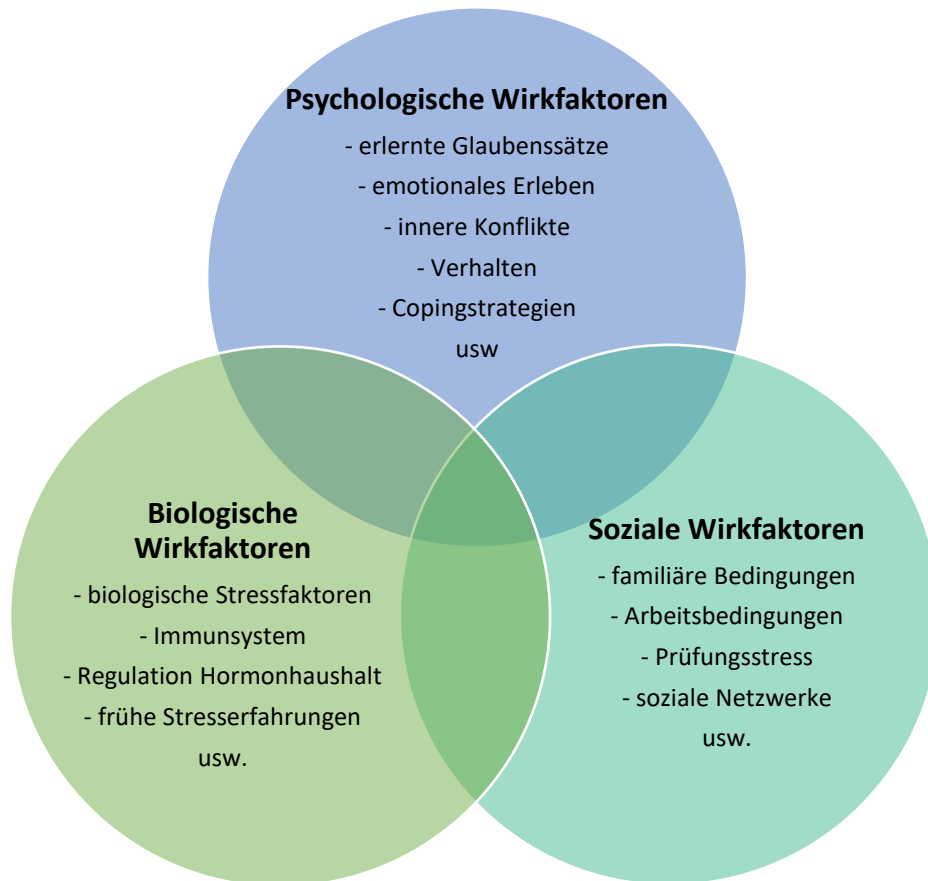 Psychologische Wirkfaktoren
- erlernte Glaubenssätze
- emotionales Erleben
- innere Konflikte
- Verhalten
- Copingstrategien
usw
Biologische
Wirkfaktoren
- biologische Stressfaktoren
- Immunsystem
- Regulation Hormonhaushalt
- frühe Stresserfahrungen
usw.
Soziale Wirkfaktoren
- familiäre Bedingungen
- Arbeitsbedingungen
- Prüfungsstress
- soziale Netzwerke
usw.